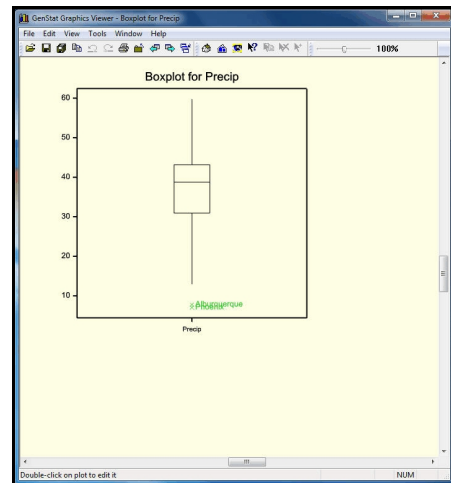 GenStat Graphics Viewer - Boxplot for Precip
File Edit View Tools Window Help
100%
Boxplot for Precip
60
50
40
30
20
10
Alburquerque
Phoenix
Precip
Double-click on plot to edit it NUM